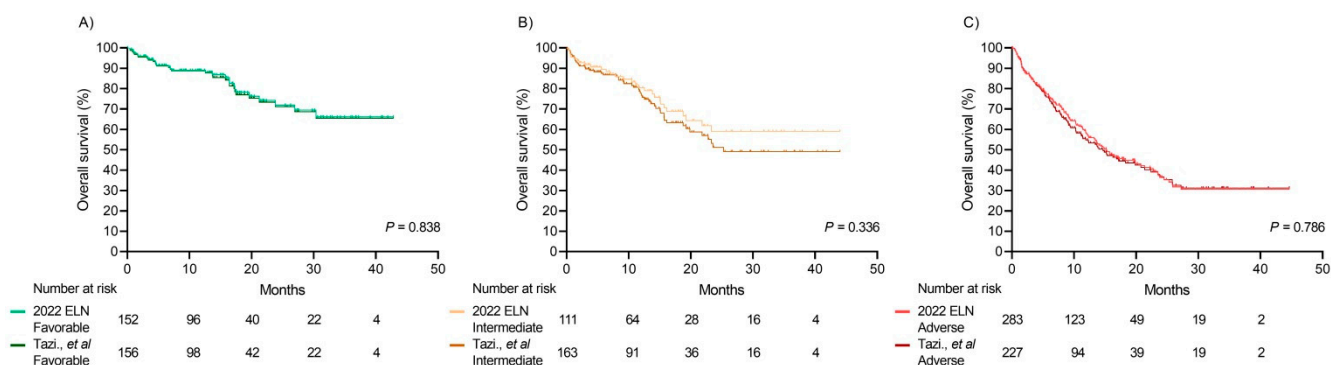 A)
B)
C)
100
90
80
70
60
50
40
30
20
10
0
Overall survival (%)
P = 0.838
0 10 20 30 40 50
Months
100
90
80
70
60
50
40
30
20
10
0
Overall survival (%)
P = 0.336
0 10 20 30 40 50
Months
100
90
80
70
60
50
40
30
20
10
0
Overall survival (%)
P = 0.786
0 10 20 30 40 50
Months
Number at risk
2022 ELN
Favorable 152 96 40 22 4
Tazi., et al
Favorable 156 98 42 22 4
Number at risk
2022 ELN
Intermediate 111 64 28 16 4
Tazi., et al
Intermediate 163 91 36 16 4
Number at risk
2022 ELN
Adverse 283 123 49 19 2
Tazi., et al
Adverse 227 94 39 19 2